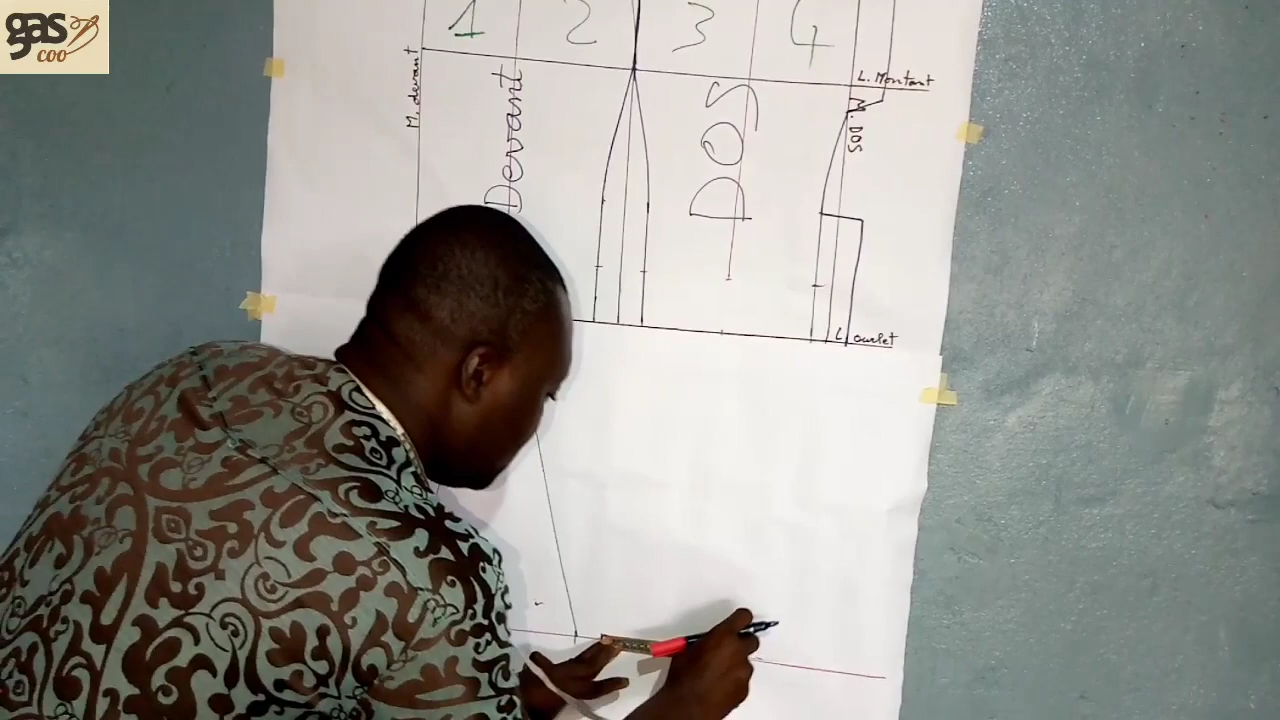 gas
coo
1 2 3 4
M. devant
Devant
DOS
L. Montant
M. DOS
L ourlet